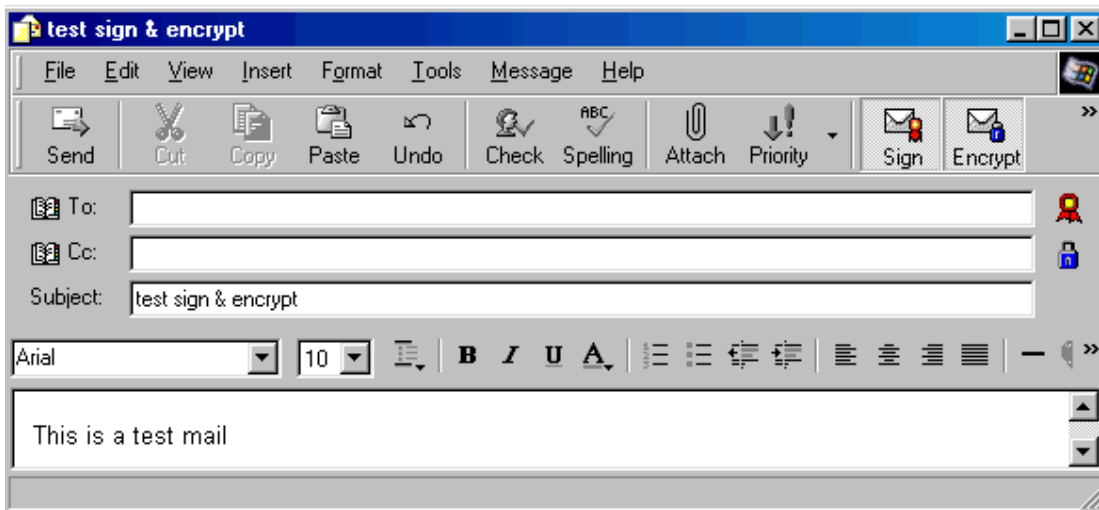 test sign & encrypt
File Edit View Insert Format Tools Message Help
Send Cut Copy Paste Undo Check ABC Spelling Attach Priority Sign Encrypt »
To:
Cc:
Subject: test sign & encrypt
Arial 10 B I U A »
This is a test mail